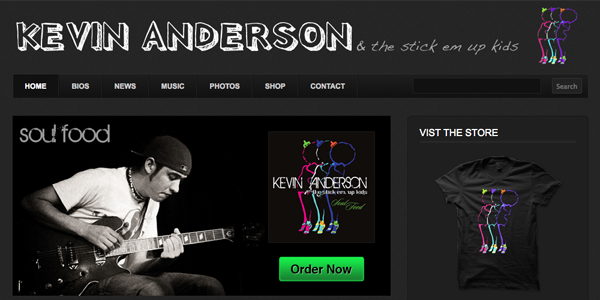 KEVIN ANDERSON & the stick em up kids
HOME BIOS NEWS MUSIC PHOTOS SHOP CONTACT Search
soul food
KEVIN ANDERSON
& the stick em up kids
Soul Food
Order Now
VIST THE STORE